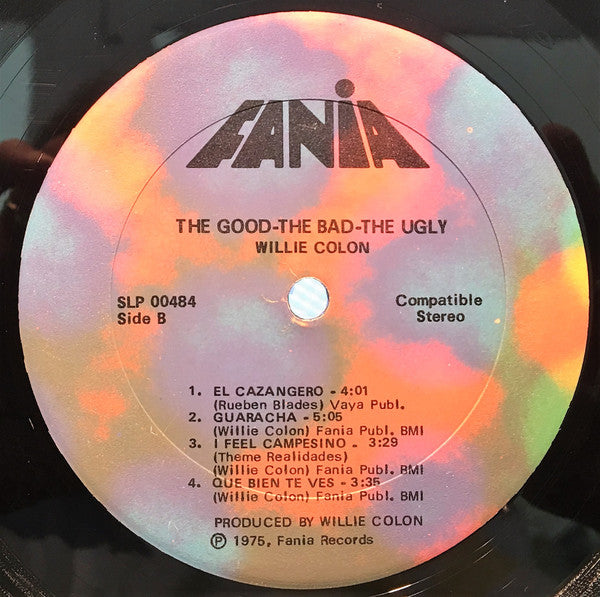 FANiA
THE GOOD-THE BAD-THE UGLY
WILLIE COLON
SLP 00484
Side B
Compatible
Stereo
1. EL CAZANGERO - 4:01
(Rueben Blades) Vaya Publ.
2. GUARACHA - 5:05
(Willie Colon) Fania Publ. BMI
3. I FEEL CAMPESINO - 3:29
(Theme Realidades)
(Willie Colon) Fania Publ. BMI
4. QUE BIEN TE VES - 3:35
(Willie Colon) Fania Publ. BMI
PRODUCED BY WILLIE COLON
Ⓟ 1975, Fania Records